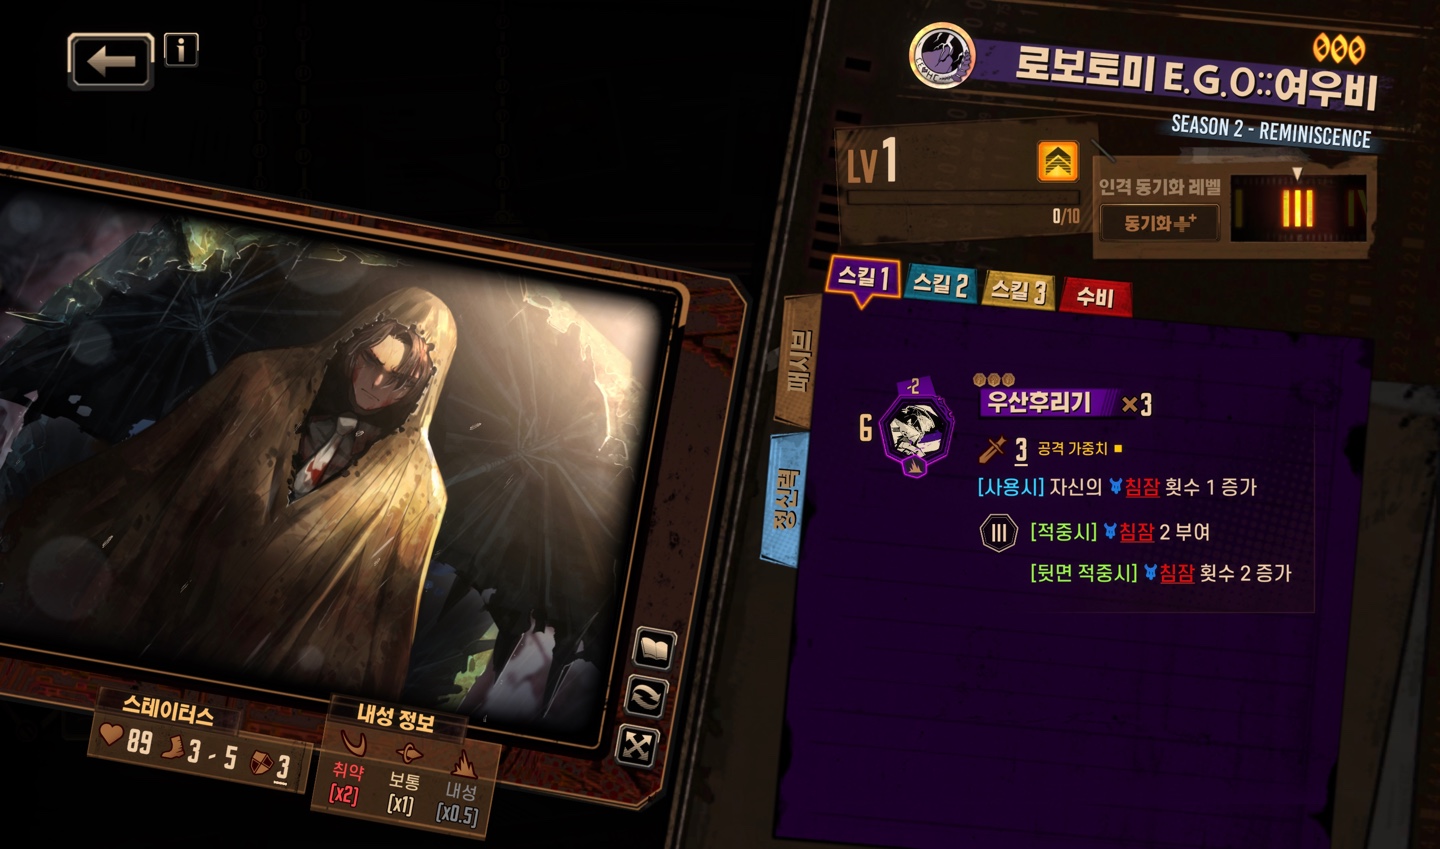 i
로보토미 E.G.O::여우비
SEASON 2 - REMINISCENCE
LV 1
0/10
인격 동기화 레벨
동기화++
III
스킬 1
스킬 2
스킬 3
수비
패시브
정신력
-2
6
우산후리기 ×3
3 공격 가중치
[사용시] 자신의 침잠 횟수 1 증가
III [적중시] 침잠 2 부여
[뒷면 적중시] 침잠 횟수 2 증가
스테이터스
89 3 - 5 3
내성 정보
취약 보통 내성
[x2] [x1] [x0.5]